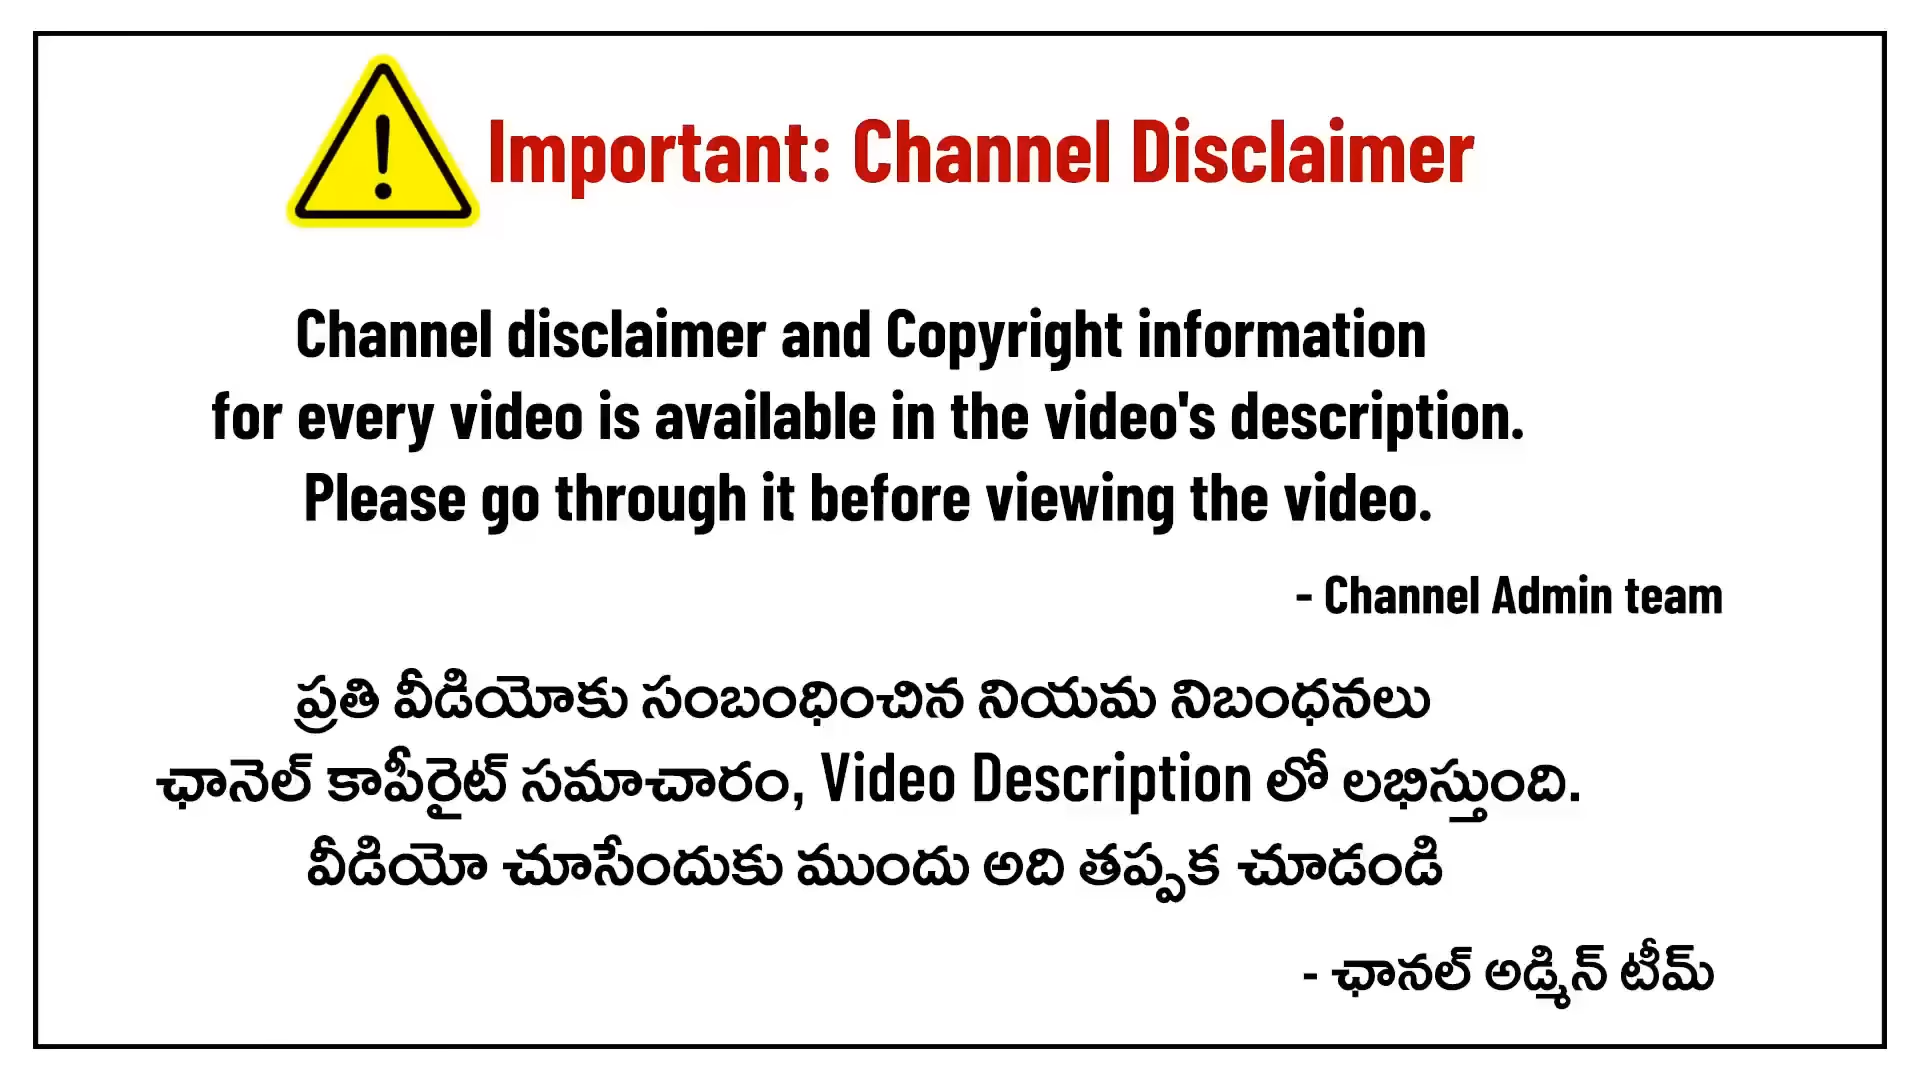 Important: Channel Disclaimer
Channel disclaimer and Copyright information
for every video is available in the video's description.
Please go through it before viewing the video.
- Channel Admin team
ప్రతి వీడియోకు సంబంధించిన నియమ నిబంధనలు
ఛానెల్ కాపీరైట్ సమాచారం, Video Description లో లభిస్తుంది.
వీడియో చూసేందుకు ముందు అది తప్పక చూడండి
- ఛానల్ అడ్మిన్ టీమ్